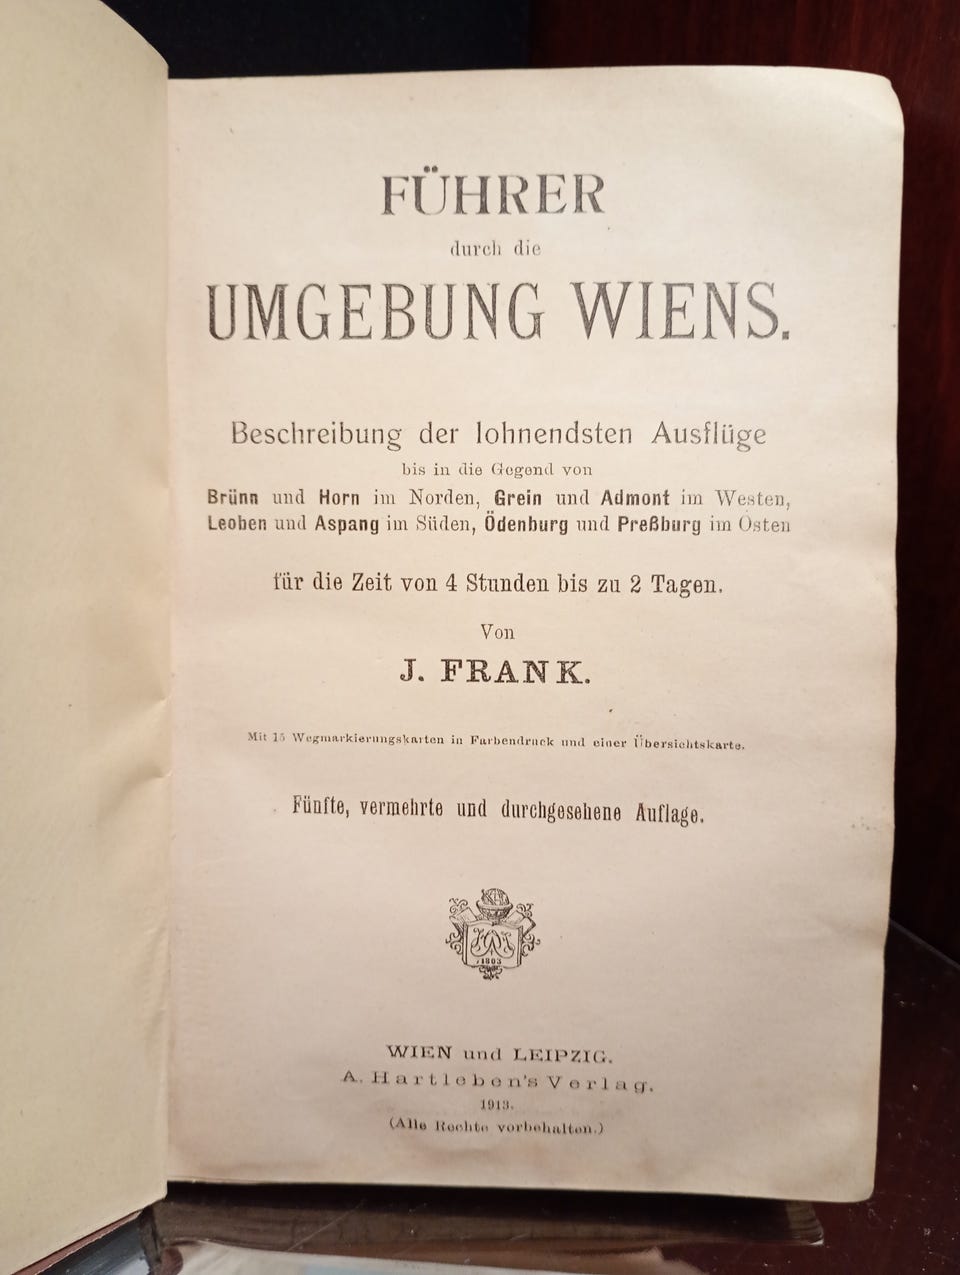 FÜHRER
durch die
UMGEBUNG WIENS.
Beschreibung der lohnendsten Ausflüge
bis in die Gegend von
Brünn und Horn im Norden, Grein und Admont im Westen,
Leoben und Aspang im Süden, Ödenburg und Preßburg im Osten
für die Zeit von 4 Stunden bis zu 2 Tagen.
Von
J. FRANK.
Mit 15 Wegmarkierungskarten in Farbendruck und einer Übersichtskarte.
Fünfte, vermehrte und durchgesehene Auflage.
1803
WIEN und LEIPZIG.
A. Hartleben's Verlag.
1913.
(Alle Rechte vorbehalten.)